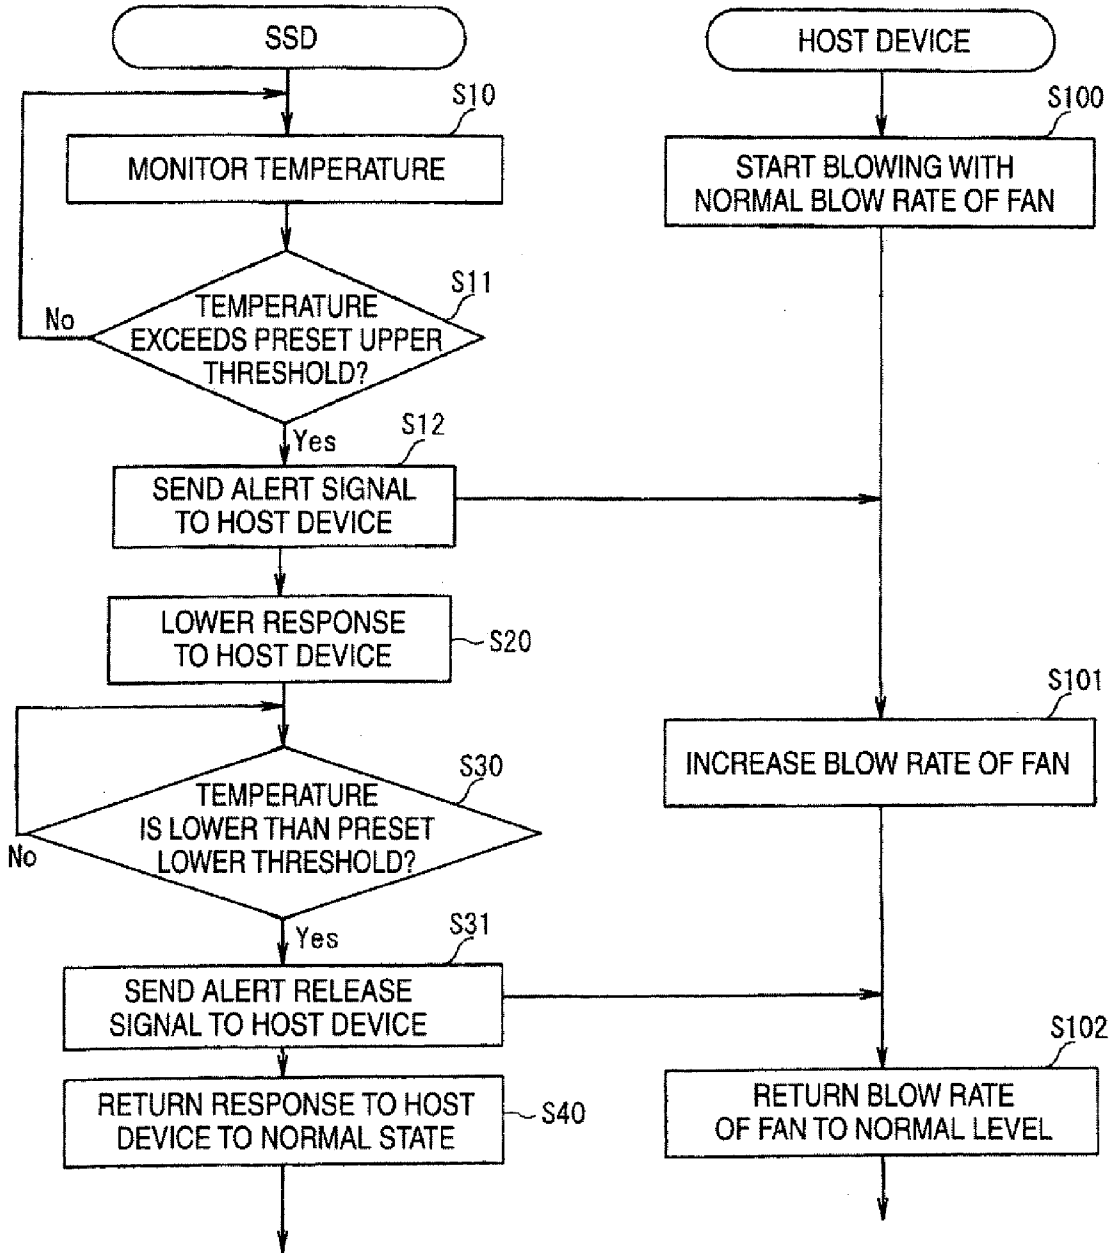 SSD
S10
MONITOR TEMPERATURE
S11
TEMPERATURE
EXCEEDS PRESET UPPER
THRESHOLD?
No
Yes
S12
SEND ALERT SIGNAL
TO HOST DEVICE
LOWER RESPONSE
TO HOST DEVICE
S20
S30
TEMPERATURE
IS LOWER THAN PRESET
LOWER THRESHOLD?
No
Yes
S31
SEND ALERT RELEASE
SIGNAL TO HOST DEVICE
RETURN RESPONSE TO HOST
DEVICE TO NORMAL STATE
S40
HOST DEVICE
S100
START BLOWING WITH
NORMAL BLOW RATE OF FAN
S101
INCREASE BLOW RATE OF FAN
S102
RETURN BLOW RATE
OF FAN TO NORMAL LEVEL